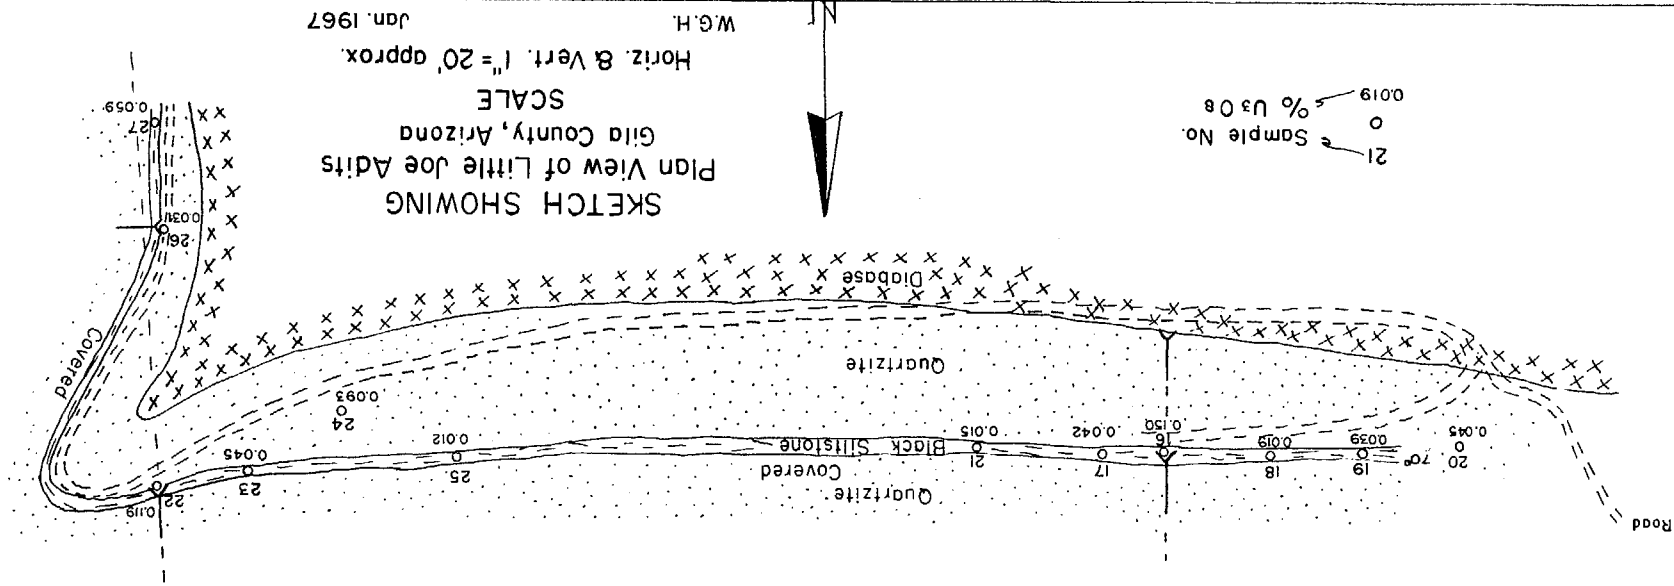 Road
Quartzite
Covered
Black Siltstone
70°
20
0.045
19
0.039
18
0.019
16
0.150
17
0.042
21
0.015
25
0.012
23
0.045
0.119
22
24
0.093
Quartzite
Covered
Diabase
26
0.031
27
0.059
21 Sample No.
0.019 % U3O8
SKETCH SHOWING
Plan View of Little Joe Adits
Gila County, Arizona
SCALE
Horiz. & Vert. 1"=20' approx.
W.G.H. Jan. 1967
N